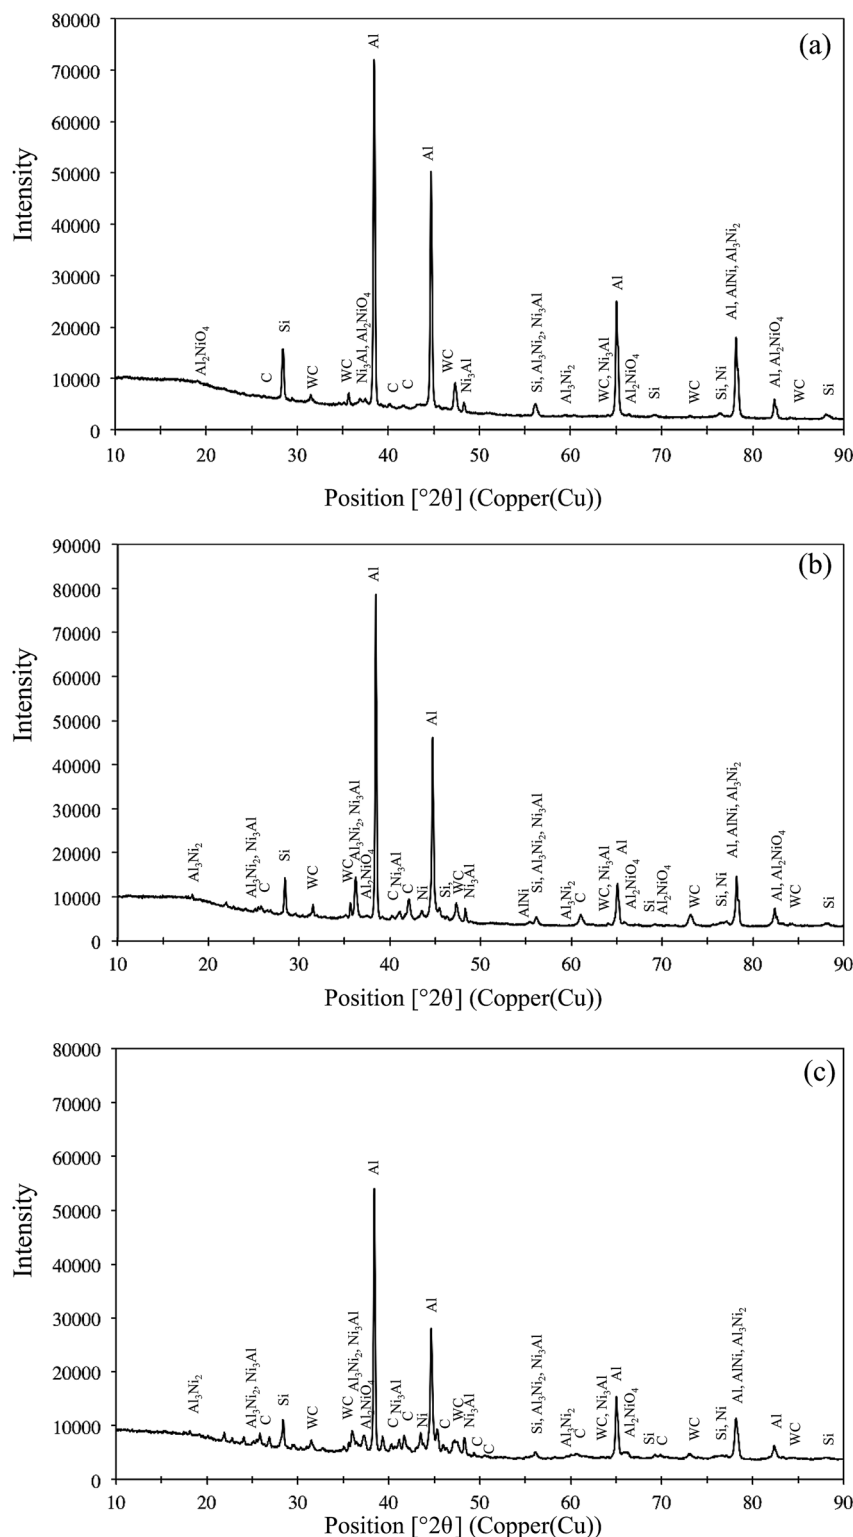 (a)
Intensity
80000
70000
60000
50000
40000
30000
20000
10000
0
Al₂NiO₄
C
Si
WC
WC
Ni₃Al, Al₂NiO₄
Al
C
C
Al
WC
Ni₃Al
Si, Al₃Ni₂, Ni₃Al
Al₃Ni₂
WC, Ni₃Al
Al
Al₂NiO₄
Si
WC
Si, Ni
Al, AlNi, Al₃Ni₂
Al, Al₂NiO₄
WC
Si
10 20 30 40 50 60 70 80 90
Position [°2θ] (Copper(Cu))
(b)
Intensity
90000
80000
70000
60000
50000
40000
30000
20000
10000
0
Al₃Ni₂
Al₃Ni₂, Ni₃Al
C
Si
WC
WC
Al₃Ni₂, Ni₃Al
Al₂NiO₄
Al
C
Ni₃Al
C
Ni
Al
Si
WC
Ni₃Al
AlNi
Si, Al₃Ni₂, Ni₃Al
Al₃Ni₂
C
WC, Ni₃Al
Al
Al₂NiO₄
Si
Al₂NiO₄
WC
Si, Ni
Al, AlNi, Al₃Ni₂
Al, Al₂NiO₄
WC
Si
10 20 30 40 50 60 70 80 90
Position [°2θ] (Copper(Cu))
(c)
Intensity
80000
70000
60000
50000
40000
30000
20000
10000
0
Al₃Ni₂
Al₃Ni₂, Ni₃Al
C
Si
WC
WC
Al₃Ni₂, Ni₃Al
Al₂NiO₄
Al
C
Ni₃Al
C
Ni
Al
C
WC
Ni₃Al
C
C
Si, Al₃Ni₂, Ni₃Al
Al₃Ni₂
C
WC, Ni₃Al
Al
Al₂NiO₄
Si
C
WC
Si, Ni
Al, AlNi, Al₃Ni₂
Al
WC
Si
10 20 30 40 50 60 70 80 90
Position [°2θ] (Copper(Cu))